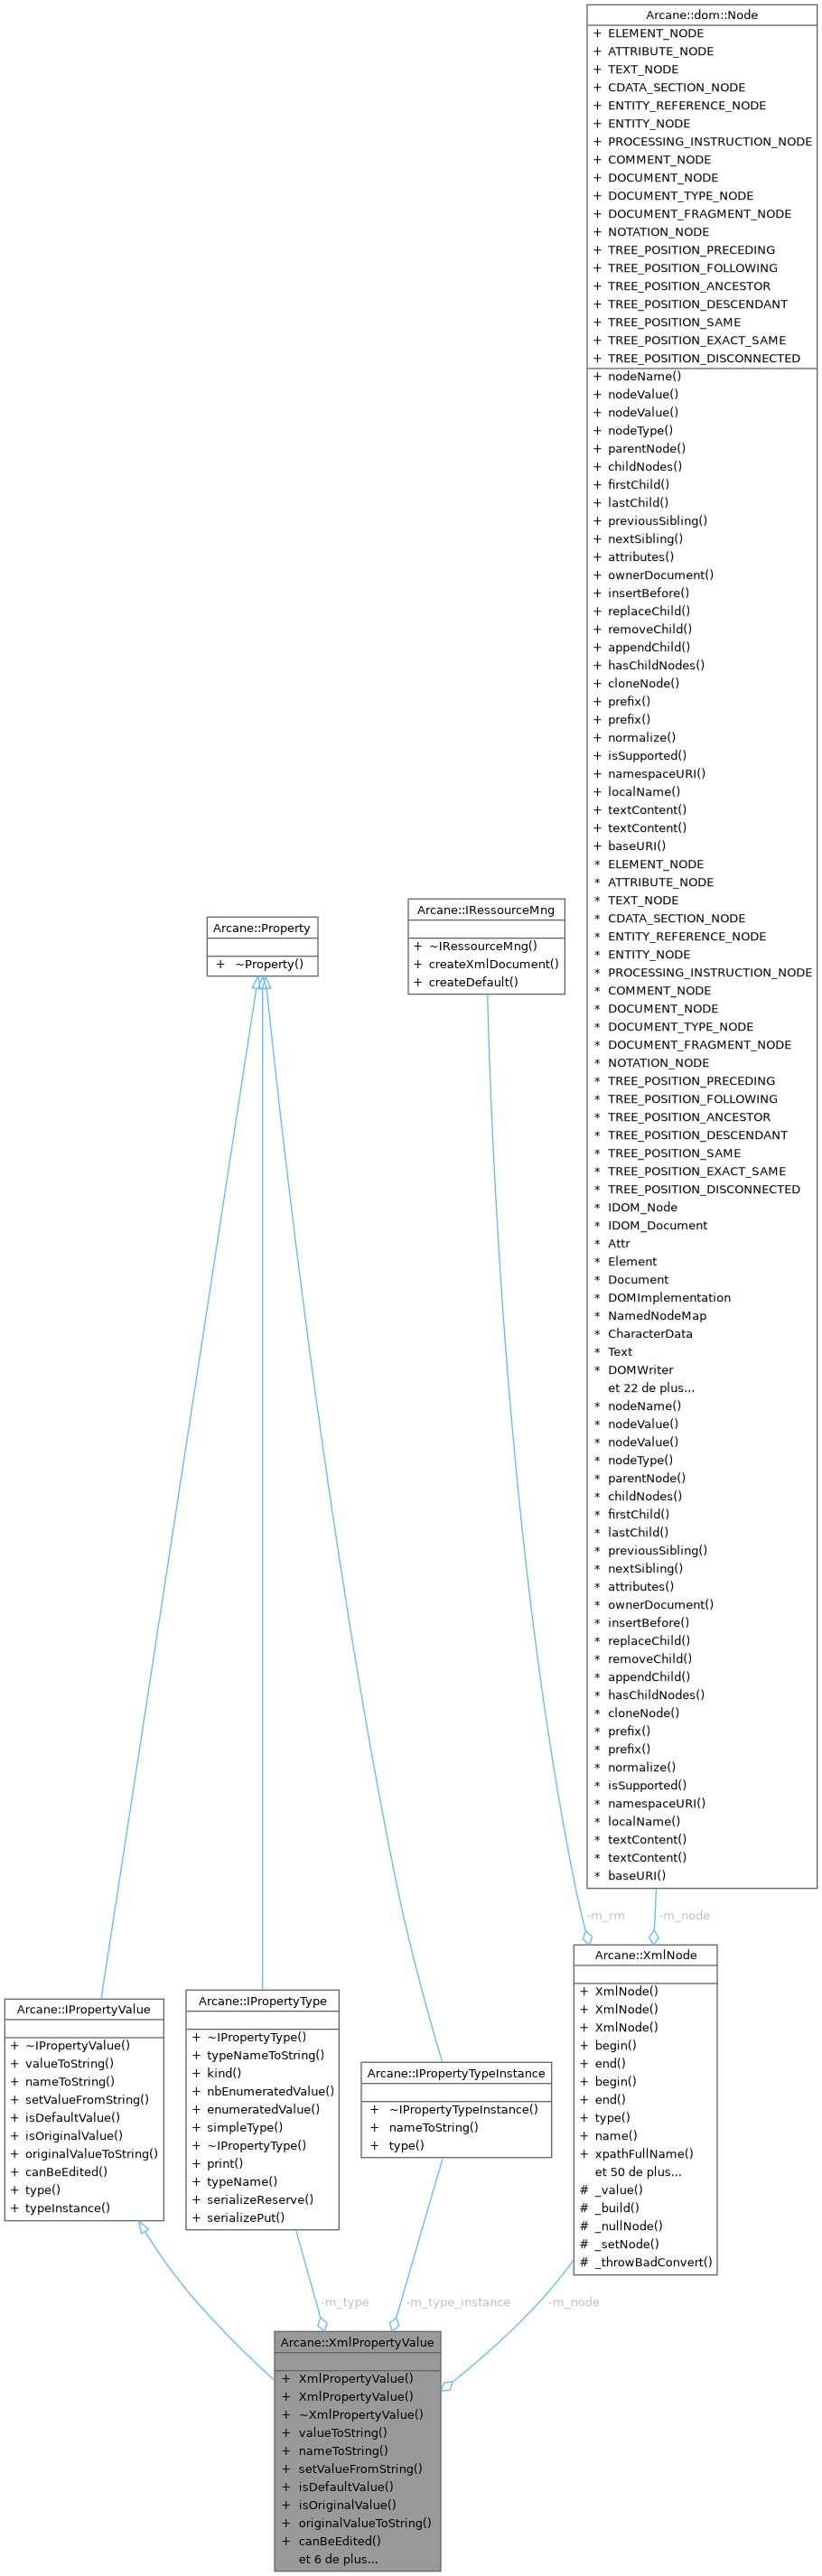 Arcane::dom::Node
+ ELEMENT_NODE
+ ATTRIBUTE_NODE
+ TEXT_NODE
+ CDATA_SECTION_NODE
+ ENTITY_REFERENCE_NODE
+ ENTITY_NODE
+ PROCESSING_INSTRUCTION_NODE
+ COMMENT_NODE
+ DOCUMENT_NODE
+ DOCUMENT_TYPE_NODE
+ DOCUMENT_FRAGMENT_NODE
+ NOTATION_NODE
+ TREE_POSITION_PRECEDING
+ TREE_POSITION_FOLLOWING
+ TREE_POSITION_ANCESTOR
+ TREE_POSITION_DESCENDANT
+ TREE_POSITION_SAME
+ TREE_POSITION_EXACT_SAME
+ TREE_POSITION_DISCONNECTED
+ nodeName()
+ nodeValue()
+ nodeValue()
+ nodeType()
+ parentNode()
+ childNodes()
+ firstChild()
+ lastChild()
+ previousSibling()
+ nextSibling()
+ attributes()
+ ownerDocument()
+ insertBefore()
+ replaceChild()
+ removeChild()
+ appendChild()
+ hasChildNodes()
+ cloneNode()
+ prefix()
+ prefix()
+ normalize()
+ isSupported()
+ namespaceURI()
+ localName()
+ textContent()
+ textContent()
+ baseURI()
* ELEMENT_NODE
* ATTRIBUTE_NODE
* TEXT_NODE
* CDATA_SECTION_NODE
* ENTITY_REFERENCE_NODE
* ENTITY_NODE
* PROCESSING_INSTRUCTION_NODE
* COMMENT_NODE
* DOCUMENT_NODE
* DOCUMENT_TYPE_NODE
* DOCUMENT_FRAGMENT_NODE
* NOTATION_NODE
* TREE_POSITION_PRECEDING
* TREE_POSITION_FOLLOWING
* TREE_POSITION_ANCESTOR
* TREE_POSITION_DESCENDANT
* TREE_POSITION_SAME
* TREE_POSITION_EXACT_SAME
* TREE_POSITION_DISCONNECTED
* IDOM_Node
* IDOM_Document
* Attr
* Element
* Document
* DOMImplementation
* NamedNodeMap
* CharacterData
* Text
* DOMWriter
et 22 de plus...
* nodeName()
* nodeValue()
* nodeValue()
* nodeType()
* parentNode()
* childNodes()
* firstChild()
* lastChild()
* previousSibling()
* nextSibling()
* attributes()
* ownerDocument()
* insertBefore()
* replaceChild()
* removeChild()
* appendChild()
* hasChildNodes()
* cloneNode()
* prefix()
* prefix()
* normalize()
* isSupported()
* namespaceURI()
* localName()
* textContent()
* textContent()
* baseURI()
Arcane::Property
+ ~Property()
Arcane::IRessourceMng
+ ~IRessourceMng()
+ createXmlDocument()
+ createDefault()
-m_rm
-m_node
Arcane::IPropertyValue
+ ~IPropertyValue()
+ valueToString()
+ nameToString()
+ setValueFromString()
+ isDefaultValue()
+ isOriginalValue()
+ originalValueToString()
+ canBeEdited()
+ type()
+ typeInstance()
Arcane::IPropertyType
+ ~IPropertyType()
+ typeNameToString()
+ kind()
+ nbEnumeratedValue()
+ enumeratedValue()
+ simpleType()
+ ~IPropertyType()
+ print()
+ typeName()
+ serializeReserve()
+ serializePut()
Arcane::IPropertyTypeInstance
+ ~IPropertyTypeInstance()
+ nameToString()
+ type()
Arcane::XmlNode
+ XmlNode()
+ XmlNode()
+ XmlNode()
+ begin()
+ end()
+ begin()
+ end()
+ type()
+ name()
+ xpathFullName()
et 50 de plus...
# _value()
# _build()
# _nullNode()
# _setNode()
# _throwBadConvert()
-m_type
-m_type_instance
-m_node
Arcane::XmlPropertyValue
+ XmlPropertyValue()
+ XmlPropertyValue()
+ ~XmlPropertyValue()
+ valueToString()
+ nameToString()
+ setValueFromString()
+ isDefaultValue()
+ isOriginalValue()
+ originalValueToString()
+ canBeEdited()
et 6 de plus...